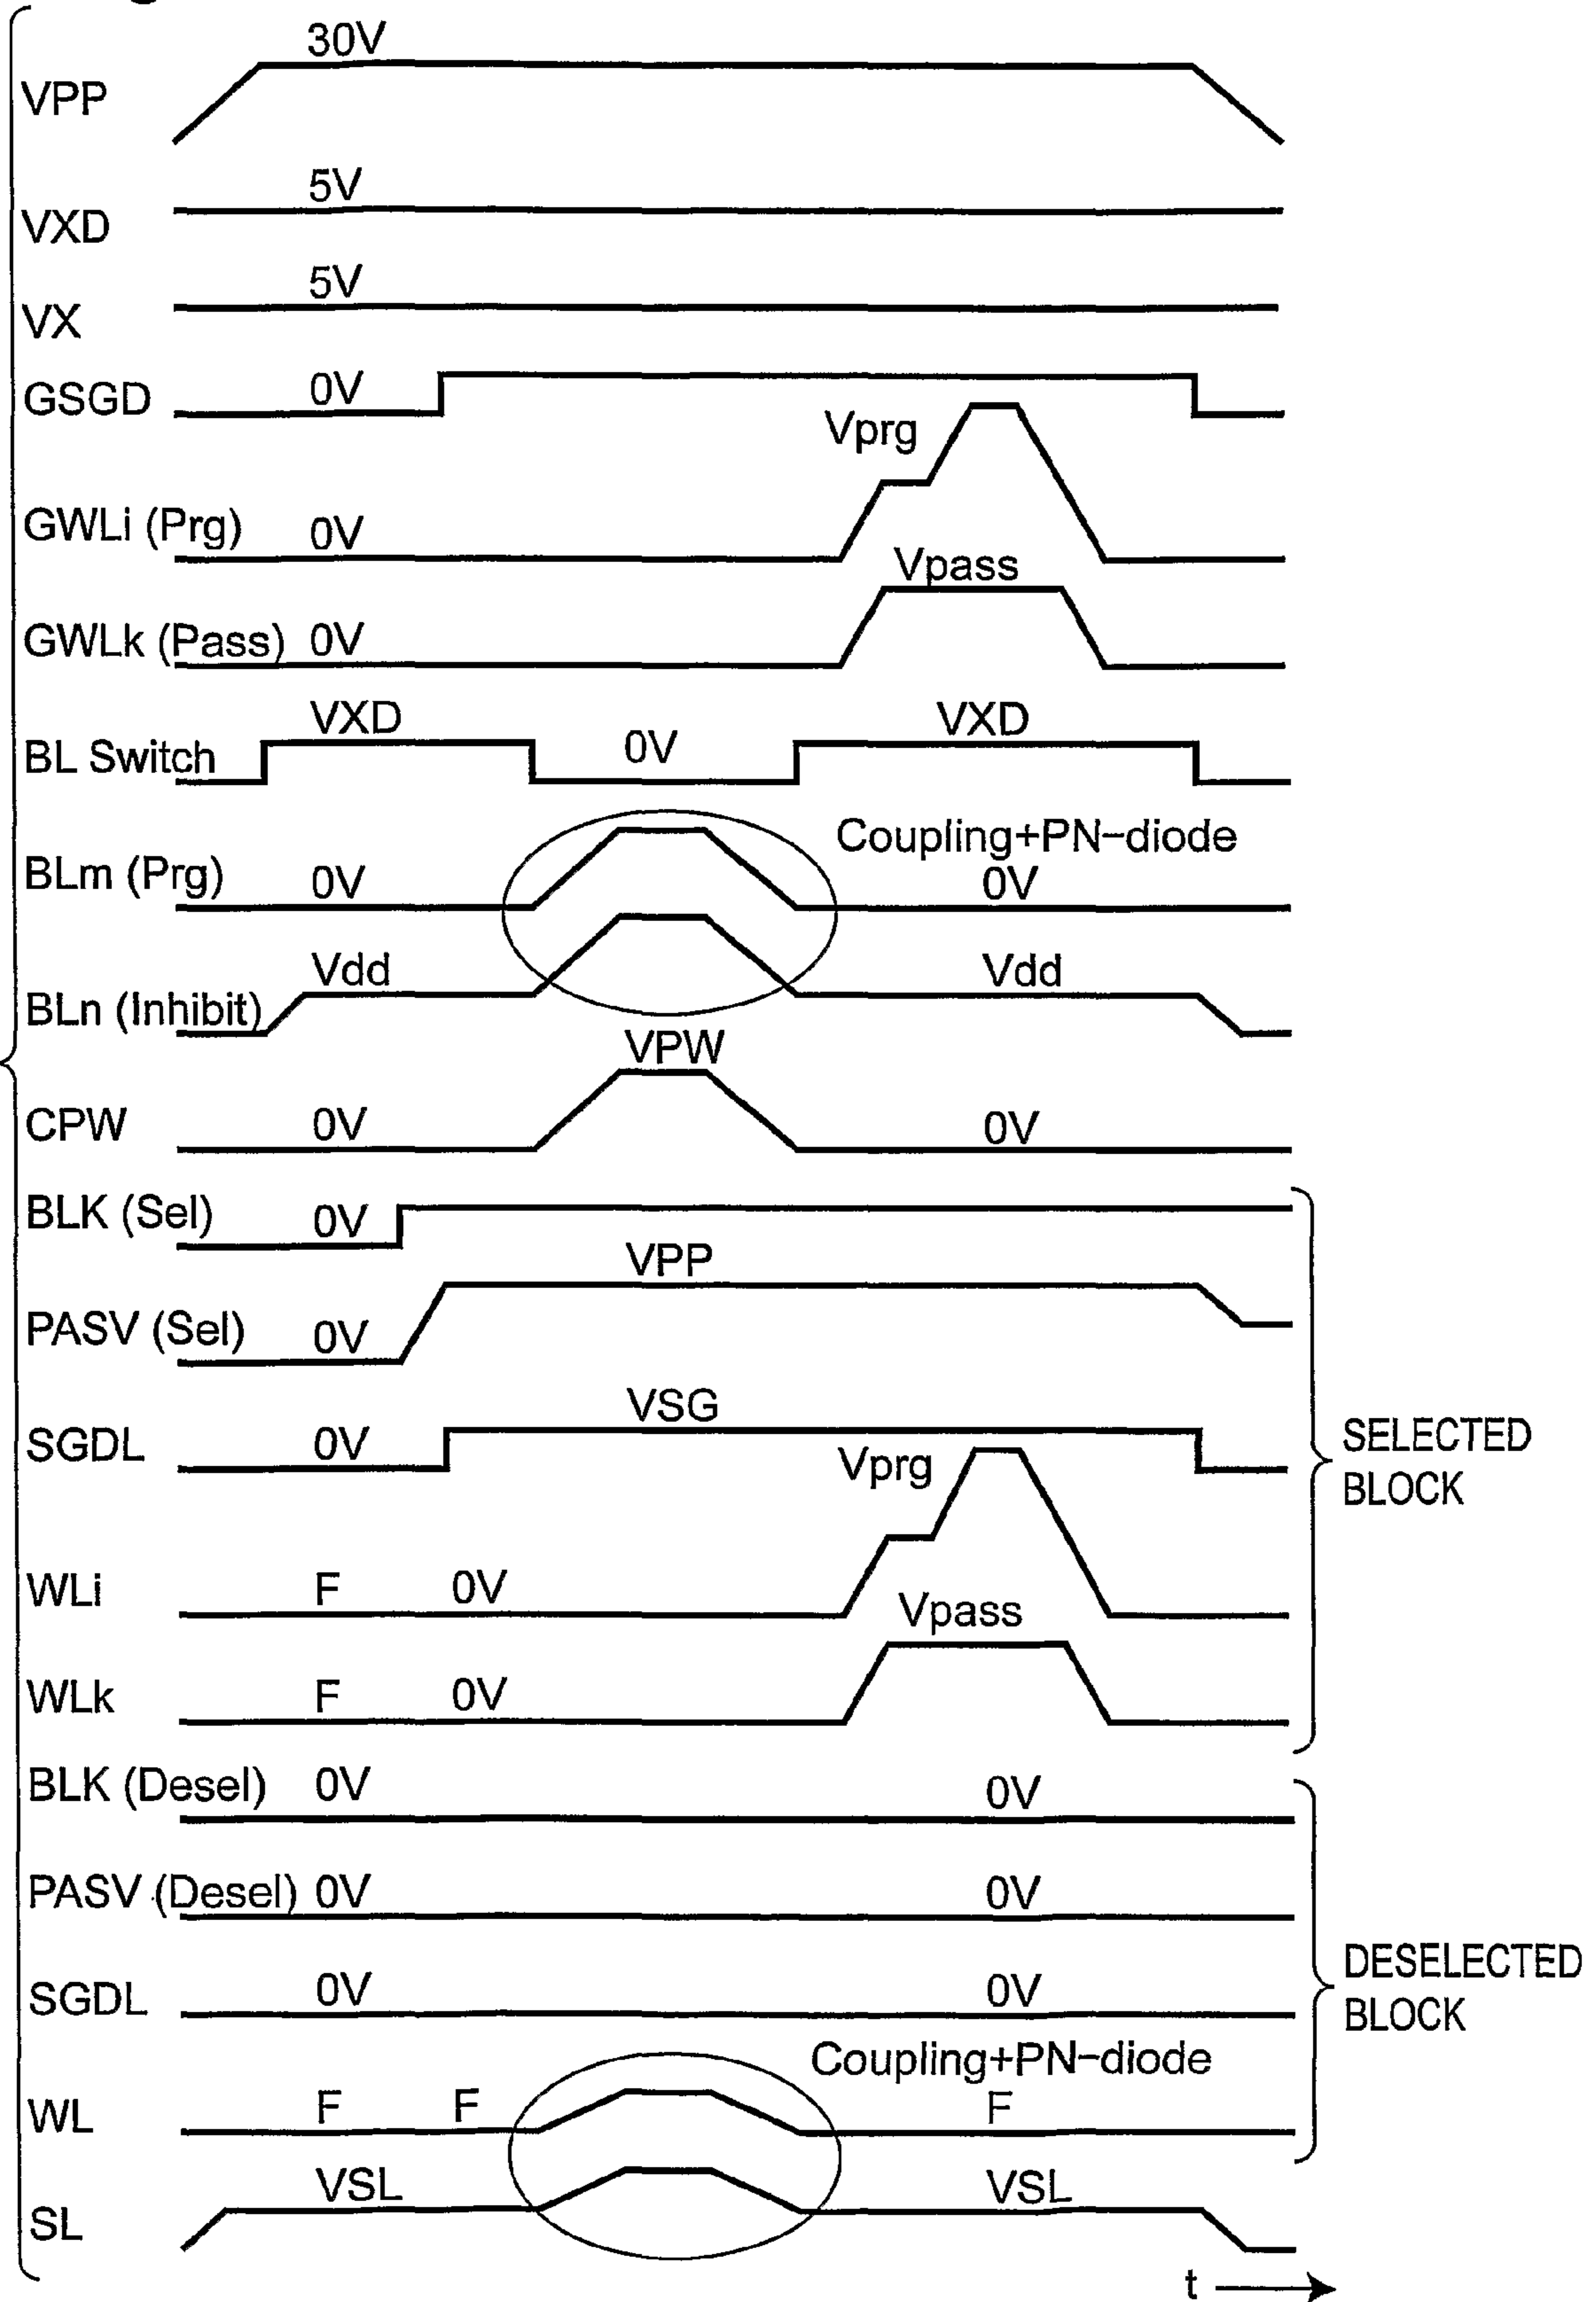 30V
VPP
5V
VXD
5V
VX
GSGD 0V
Vprg
GWLi (Prg) 0V
Vpass
GWLk (Pass) 0V
VXD VXD
BL Switch 0V
Coupling+PN-diode
BLm (Prg) 0V 0V
Vdd Vdd
BLn (Inhibit)
VPW
CPW 0V 0V
BLK (Sel) 0V
VPP
PASV (Sel) 0V
VSG
SGDL 0V
Vprg
SELECTED
BLOCK
WLi F 0V
Vpass
WLk F 0V
BLK (Desel) 0V 0V
PASV (Desel) 0V 0V
SGDL 0V 0V
DESELECTED
BLOCK
Coupling+PN-diode
WL F F F
VSL VSL
SL
t